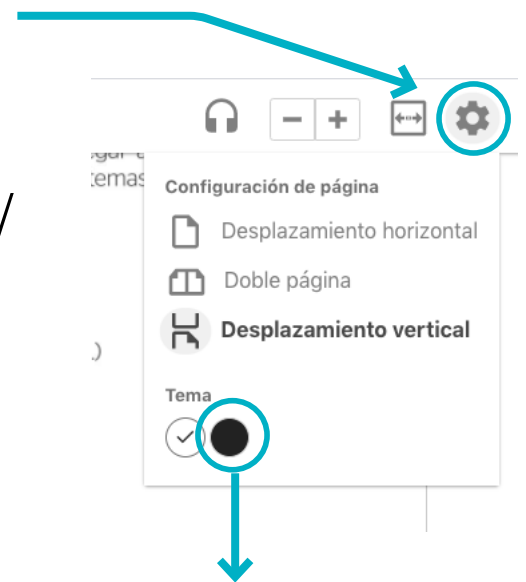 Configuración de página
Desplazamiento horizontal
Doble página
Desplazamiento vertical
Tema